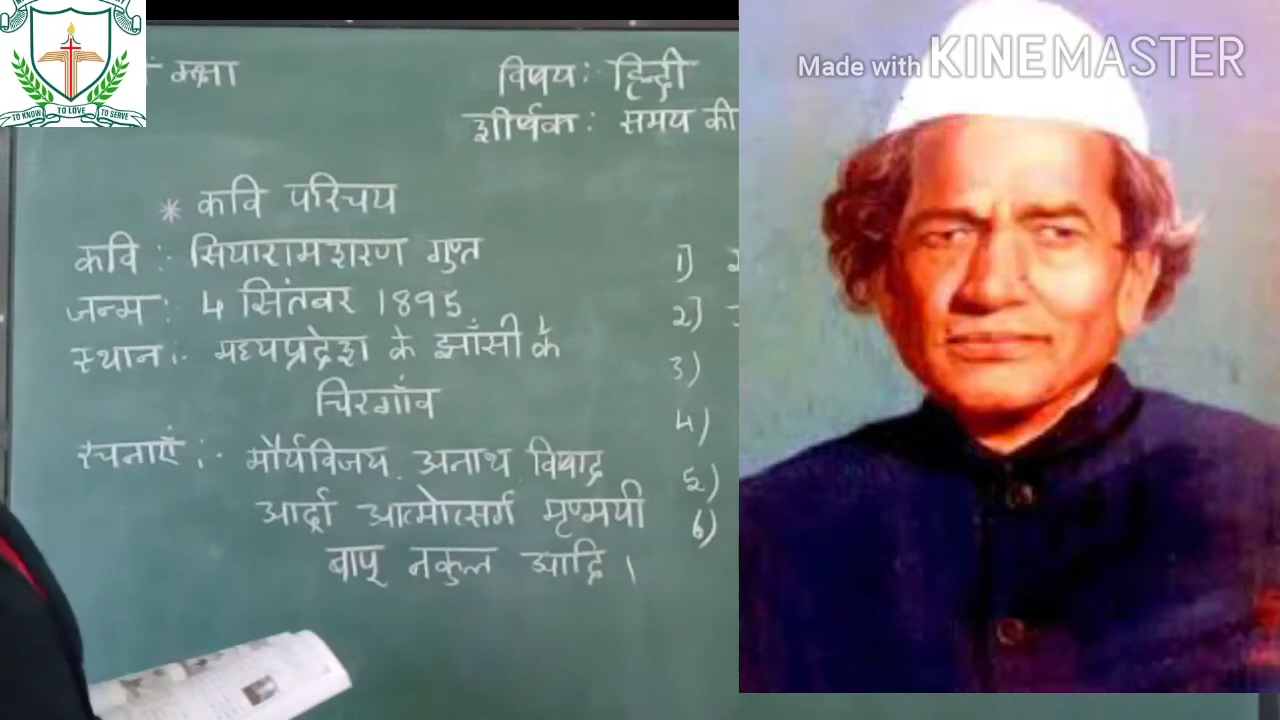 TO KNOW TO LOVE TO SERVE
कक्षा
विषय :- हिन्दी
शीर्षक : समय की
Made with KINEMASTER
* कवि परिचय
कवि :- सियारामशरण गुप्त
जन्म : 4 सिंतबर 1895
स्थान :- मध्यप्रदेश के झाँसी के
चिरगाँव
रचनाएँ :- मौर्यविजय अनाथ विषाद
आर्द्रा आत्मोत्सर्ग मृण्मयी
बापू नकुल आदि ।
1)
2)
3)
4)
5)
6)